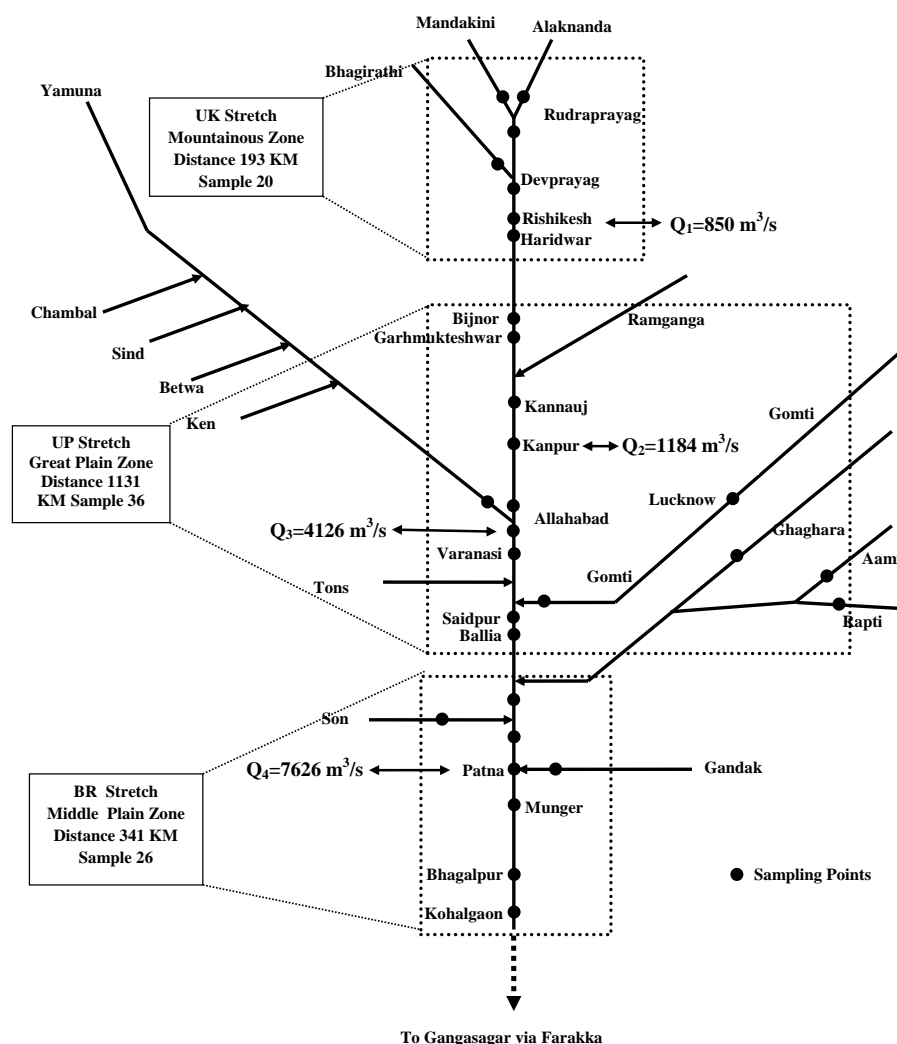 Mandakini
Alaknanda
Bhagirathi
Yamuna
UK Stretch
Mountainous Zone
Distance 193 KM
Sample 20
Rudraprayag
Devprayag
Rishikesh
Q₁=850 m³/s
Haridwar
Chambal
Sind
Betwa
Ken
Bijnor
Garhmukteshwar
Ramganga
Kannauj
Gomti
Kanpur
Q₂=1184 m³/s
UP Stretch
Great Plain Zone
Distance 1131
KM Sample 36
Lucknow
Q₃=4126 m³/s
Allahabad
Ghaghara
Varanasi
Aami
Tons
Gomti
Saidpur
Ballia
Rapti
Son
Q₄=7626 m³/s
Patna
Gandak
BR Stretch
Middle Plain Zone
Distance 341 KM
Sample 26
Munger
Bhagalpur
Sampling Points
Kohalgaon
To Gangasagar via Farakka